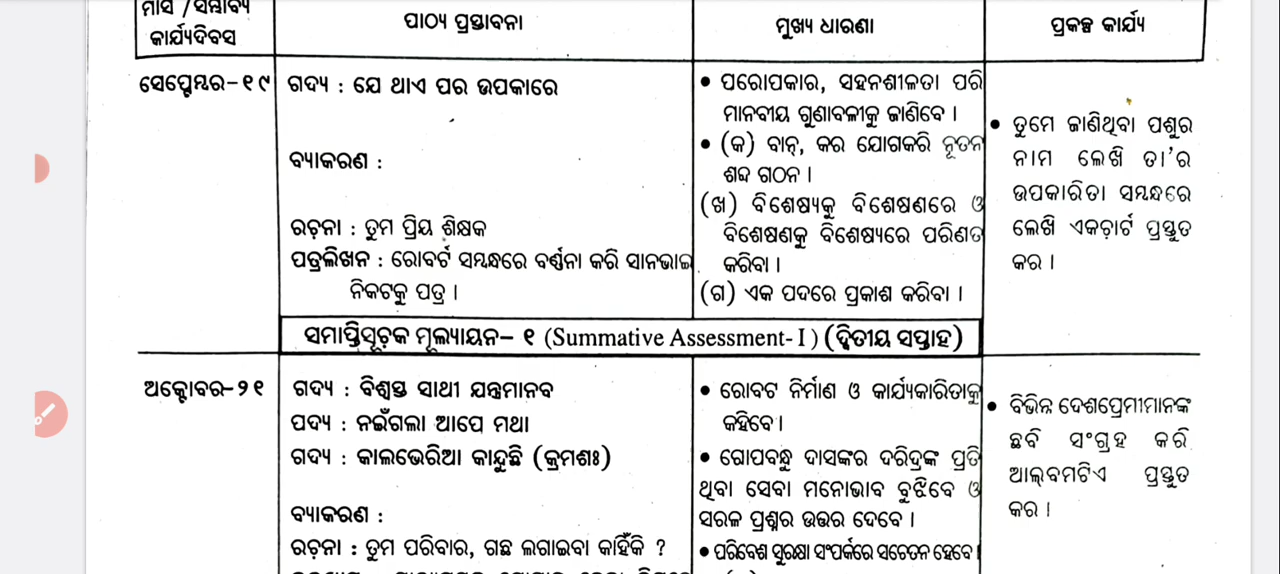 ମାସ / ସମ୍ଭାବ୍ୟ
କାର୍ଯ୍ୟଦିବସ
ପାଠ୍ୟ ପ୍ରସ୍ତାବନା
ମୁଖ୍ୟ ଧାରଣା
ପ୍ରକଳ୍ପ କାର୍ଯ୍ୟ
ସେପ୍ଟେମ୍ବର-୧୯
ଗଦ୍ୟ : ଯେ ଥାଏ ପର ଉପକାରେ
ବ୍ୟାକରଣ :
ରଚନା : ତୁମ ପ୍ରିୟ ଶିକ୍ଷକ
ପତ୍ରଲିଖନ : ରୋବର୍ଟ ସମ୍ବନ୍ଧରେ ବର୍ଣ୍ଣନା କରି ସାନଭାଇ
ନିକଟକୁ ପତ୍ର ।
• ପରୋପକାର, ସହନଶୀଳତା ପରି
ମାନବୀୟ ଗୁଣାବଳୀକୁ ଜାଣିବେ ।
• (କ) ବାନ୍, କର ଯୋଗକରି ନୂତନ
ଶବ୍ଦ ଗଠନ ।
(ଖ) ବିଶେଷ୍ୟକୁ ବିଶେଷଣରେ ଓ
ବିଶେଷଣକୁ ବିଶେଷ୍ୟରେ ପରିଣତ
କରିବା ।
(ଗ) ଏକ ପଦରେ ପ୍ରକାଶ କରିବା ।
• ତୁମେ ଜାଣିଥିବା ପଶୁର
ନାମ ଲେଖି ତା'ର
ଉପକାରିତା ସମ୍ବନ୍ଧରେ
ଲେଖି ଏକଚାର୍ଟ ପ୍ରସ୍ତୁତ
କର ।
ସମାପ୍ତିସୂଚକ ମୂଲ୍ୟାୟନ- ୧ (Summative Assessment- I ) (ଦ୍ୱିତୀୟ ସପ୍ତାହ)
ଅକ୍ଟୋବର-୨୧
ଗଦ୍ୟ : ବିଶ୍ୱସ୍ତ ସାଥୀ ଯନ୍ତ୍ରମାନବ
ପଦ୍ୟ : ନଇଁଗଲା ଆପେ ମଥା
ଗଦ୍ୟ : କାଲଭେରିଆ କାନ୍ଦୁଛି (କ୍ରମଶଃ)
ବ୍ୟାକରଣ :
ରଚନା : ତୁମ ପରିବାର, ଗଛ ଲଗାଇବା କାହିଁକି ?
• ରୋବଟ ନିର୍ମାଣ ଓ କାର୍ଯ୍ୟକାରିତାକୁ
କହିବେ ।
• ଗୋପବନ୍ଧୁ ଦାସଙ୍କର ଦରିଦ୍ରଙ୍କ ପ୍ରତି
ଥିବା ସେବା ମନୋଭାବ ବୁଝିବେ ଓ
ସରଳ ପ୍ରଶ୍ନର ଉତ୍ତର ଦେବେ ।
• ପରିବେଶ ସୁରକ୍ଷା ସଂପର୍କରେ ସଚେତନ ହେବେ ।
• ବିଭିନ୍ନ ଦେଶପ୍ରେମୀମାନଙ୍କ
ଛବି ସଂଗ୍ରହ କରି
ଆଲ୍‌ବମଟିଏ ପ୍ରସ୍ତୁତ
କର ।